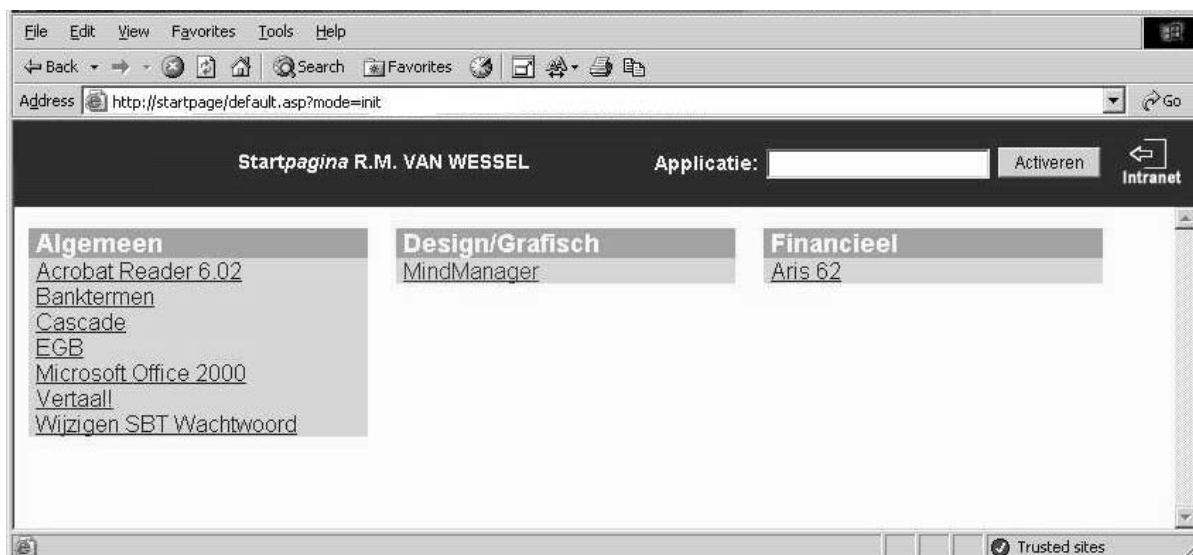 File Edit View Favorites Tools Help
Back Search Favorites
Address http://startpage/default.asp?mode=init Go
Startpagina R.M. VAN WESSEL Applicatie: Activeren Intranet
Algemeen
Acrobat Reader 6.02
Banktermen
Cascade
EGB
Microsoft Office 2000
Vertaal!
Wijzigen SBT Wachtwoord
Design/Grafisch
MindManager
Financieel
Aris 62
Trusted sites